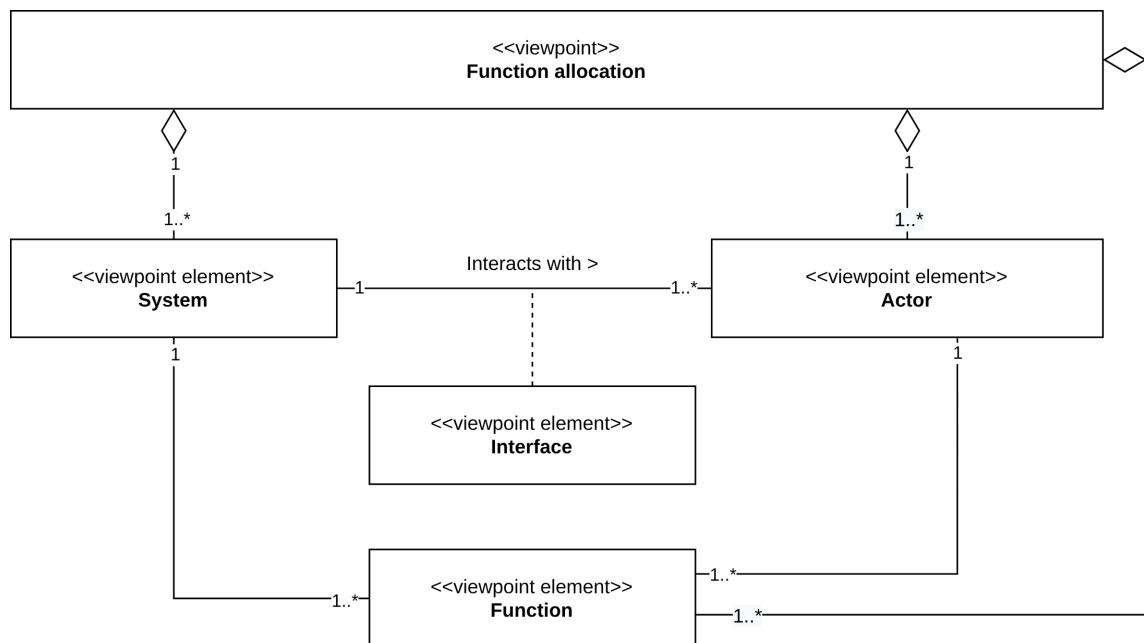 <<viewpoint>>
Function allocation
1
1
1..*
1..*
<<viewpoint element>>
System
Interacts with >
1
1..*
<<viewpoint element>>
Actor
1
1
<<viewpoint element>>
Interface
<<viewpoint element>>
Function
1..*
1..*
1..*